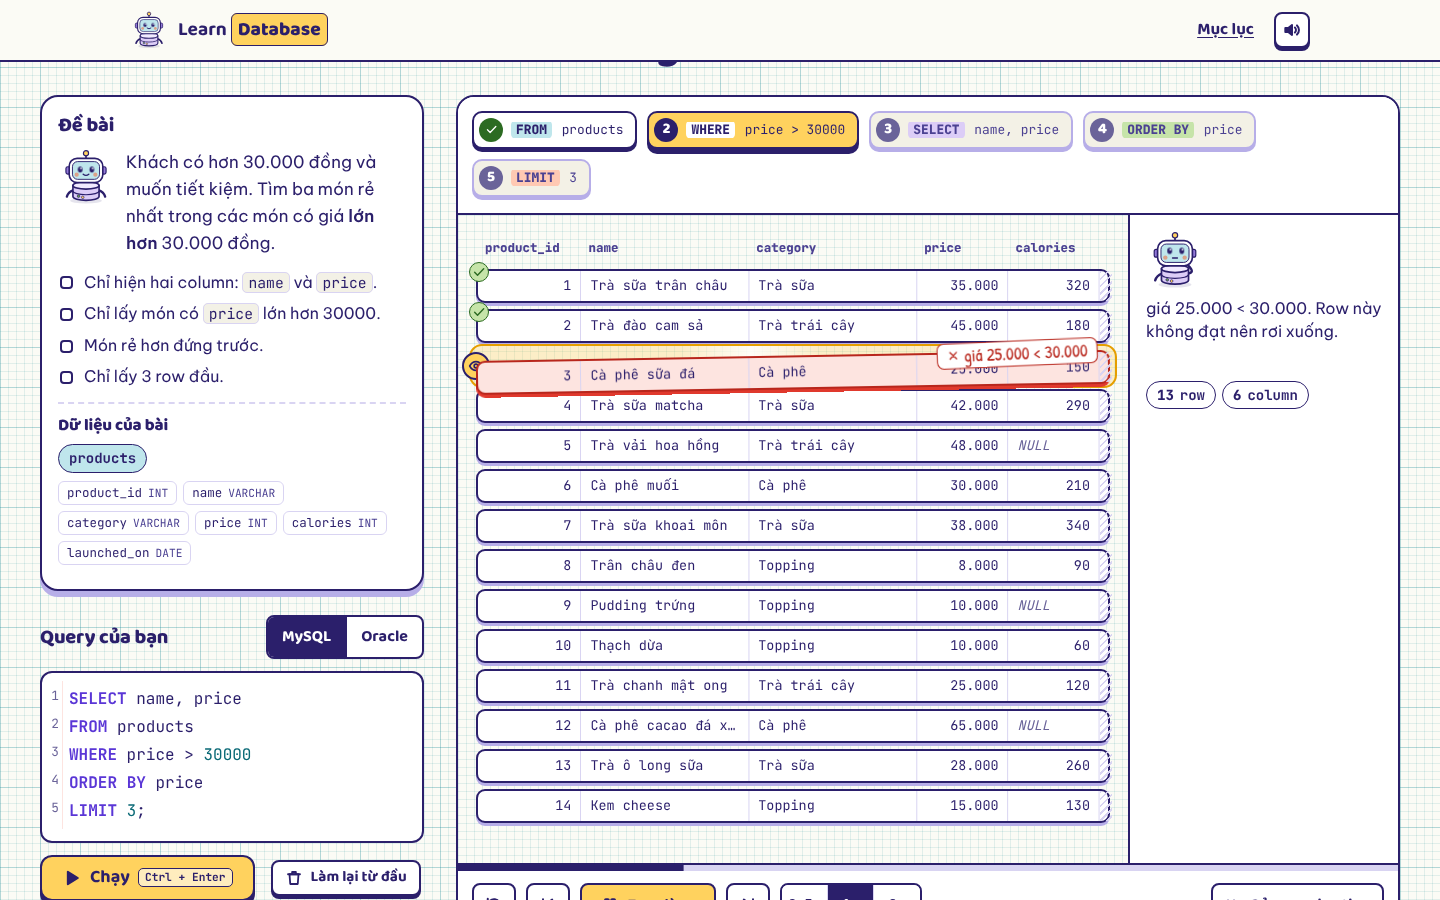 Learn Database
Mục lục
Đề bài
Khách có hơn 30.000 đồng và
muốn tiết kiệm. Tìm ba món rẻ
nhất trong các món có giá lớn
hơn 30.000 đồng.
Chỉ hiện hai column: name và price.
Chỉ lấy món có price lớn hơn 30000.
Món rẻ hơn đứng trước.
Chỉ lấy 3 row đầu.
Dữ liệu của bài
products
product_id INT name VARCHAR
category VARCHAR price INT calories INT
launched_on DATE
Query của bạn
MySQL Oracle
1 SELECT name, price
2 FROM products
3 WHERE price > 30000
4 ORDER BY price
5 LIMIT 3;
Chạy Ctrl + Enter
Làm lại từ đầu
FROM products
2 WHERE price > 30000
3 SELECT name, price
4 ORDER BY price
5 LIMIT 3
product_id name category price calories
1 Trà sữa trân châu Trà sữa 35.000 320
2 Trà đào cam sả Trà trái cây 45.000 180
× giá 25.000 < 30.000
3 Cà phê sữa đá Cà phê 25.000 150
4 Trà sữa matcha Trà sữa 42.000 290
5 Trà vải hoa hồng Trà trái cây 48.000 NULL
6 Cà phê muối Cà phê 30.000 210
7 Trà sữa khoai môn Trà sữa 38.000 340
8 Trân châu đen Topping 8.000 90
9 Pudding trứng Topping 10.000 NULL
10 Thạch dừa Topping 10.000 60
11 Trà chanh mật ong Trà trái cây 25.000 120
12 Cà phê cacao đá x… Cà phê 65.000 NULL
13 Trà ô long sữa Trà sữa 28.000 260
14 Kem cheese Topping 15.000 130
giá 25.000 < 30.000. Row này
không đạt nên rơi xuống.
13 row 6 column